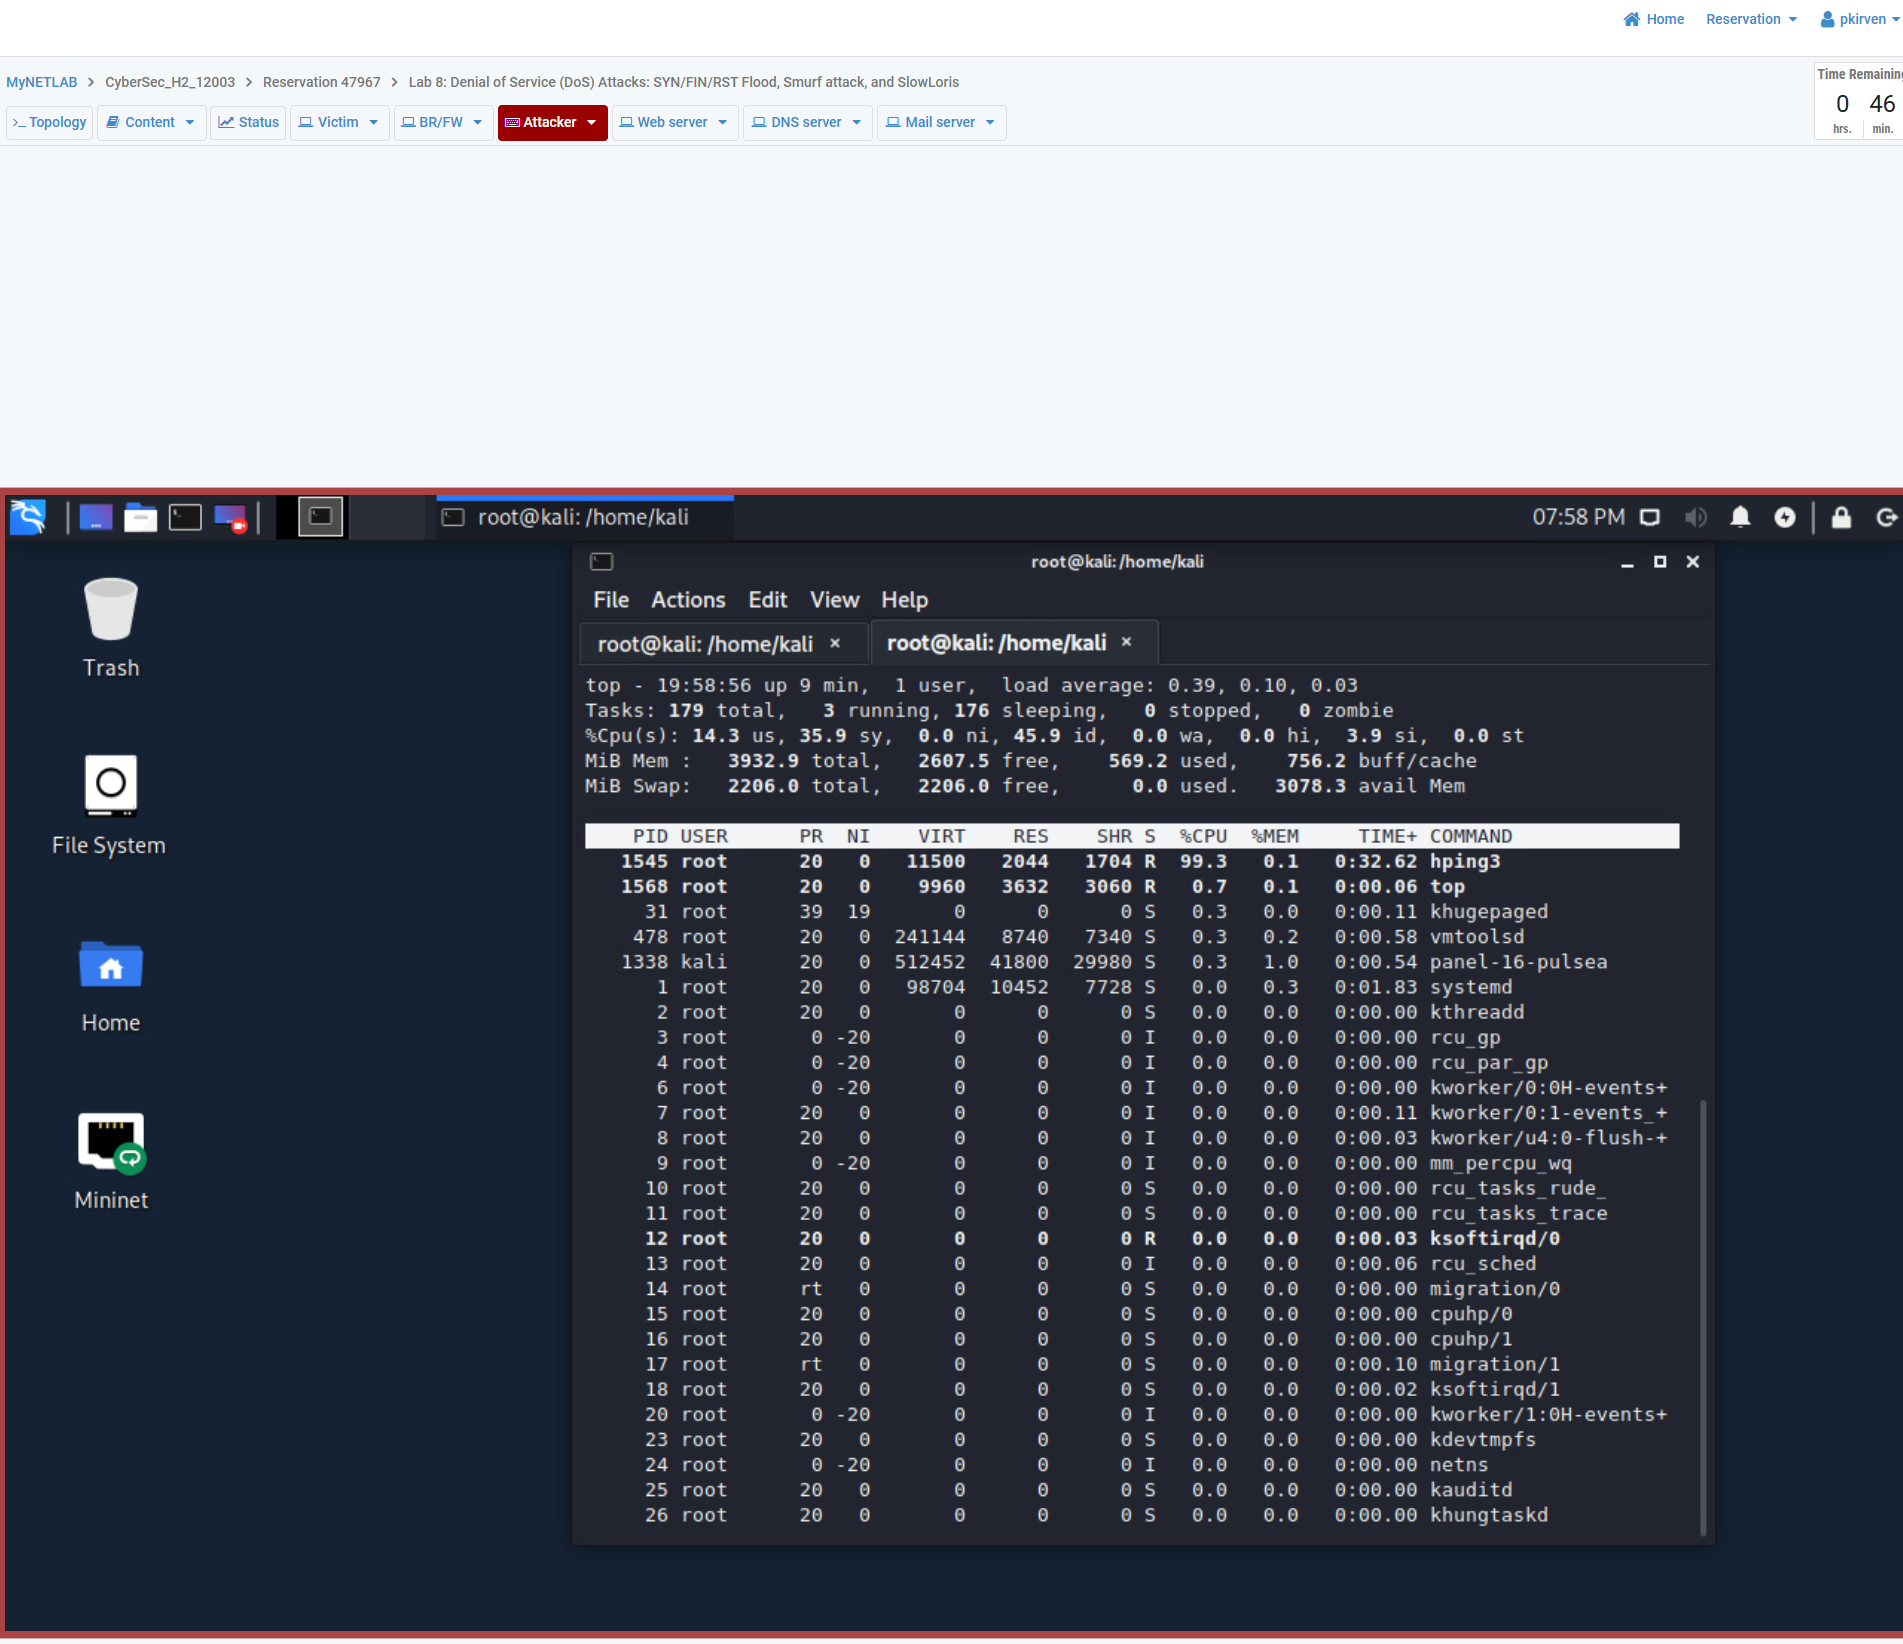 Home Reservation pkirven
MyNETLAB > CyberSec_H2_12003 > Reservation 47967 > Lab 8: Denial of Service (DoS) Attacks: SYN/FIN/RST Flood, Smurf attack, and SlowLoris
Time Remaining
0 46
hrs. min.
>_ Topology Content Status Victim BR/FW Attacker Web server DNS server Mail server
root@kali: /home/kali 07:58 PM
Trash
File System
Home
Mininet
root@kali: /home/kali
File Actions Edit View Help
root@kali: /home/kali × root@kali: /home/kali ×
top - 19:58:56 up 9 min, 1 user, load average: 0.39, 0.10, 0.03
Tasks: 179 total, 3 running, 176 sleeping, 0 stopped, 0 zombie
%Cpu(s): 14.3 us, 35.9 sy, 0.0 ni, 45.9 id, 0.0 wa, 0.0 hi, 3.9 si, 0.0 st
MiB Mem : 3932.9 total, 2607.5 free, 569.2 used, 756.2 buff/cache
MiB Swap: 2206.0 total, 2206.0 free, 0.0 used. 3078.3 avail Mem
PID USER PR NI VIRT RES SHR S %CPU %MEM TIME+ COMMAND
1545 root 20 0 11500 2044 1704 R 99.3 0.1 0:32.62 hping3
1568 root 20 0 9960 3632 3060 R 0.7 0.1 0:00.06 top
31 root 39 19 0 0 0 S 0.3 0.0 0:00.11 khugepaged
478 root 20 0 241144 8740 7340 S 0.3 0.2 0:00.58 vmtoolsd
1338 kali 20 0 512452 41800 29980 S 0.3 1.0 0:00.54 panel-16-pulsea
1 root 20 0 98704 10452 7728 S 0.0 0.3 0:01.83 systemd
2 root 20 0 0 0 0 S 0.0 0.0 0:00.00 kthreadd
3 root 0 -20 0 0 0 I 0.0 0.0 0:00.00 rcu_gp
4 root 0 -20 0 0 0 I 0.0 0.0 0:00.00 rcu_par_gp
6 root 0 -20 0 0 0 I 0.0 0.0 0:00.00 kworker/0:0H-events+
7 root 20 0 0 0 0 I 0.0 0.0 0:00.11 kworker/0:1-events_+
8 root 20 0 0 0 0 I 0.0 0.0 0:00.03 kworker/u4:0-flush-+
9 root 0 -20 0 0 0 I 0.0 0.0 0:00.00 mm_percpu_wq
10 root 20 0 0 0 0 S 0.0 0.0 0:00.00 rcu_tasks_rude_
11 root 20 0 0 0 0 S 0.0 0.0 0:00.00 rcu_tasks_trace
12 root 20 0 0 0 0 R 0.0 0.0 0:00.03 ksoftirqd/0
13 root 20 0 0 0 0 I 0.0 0.0 0:00.06 rcu_sched
14 root rt 0 0 0 0 S 0.0 0.0 0:00.00 migration/0
15 root 20 0 0 0 0 S 0.0 0.0 0:00.00 cpuhp/0
16 root 20 0 0 0 0 S 0.0 0.0 0:00.00 cpuhp/1
17 root rt 0 0 0 0 S 0.0 0.0 0:00.10 migration/1
18 root 20 0 0 0 0 S 0.0 0.0 0:00.02 ksoftirqd/1
20 root 0 -20 0 0 0 I 0.0 0.0 0:00.00 kworker/1:0H-events+
23 root 20 0 0 0 0 S 0.0 0.0 0:00.00 kdevtmpfs
24 root 0 -20 0 0 0 I 0.0 0.0 0:00.00 netns
25 root 20 0 0 0 0 S 0.0 0.0 0:00.00 kauditd
26 root 20 0 0 0 0 S 0.0 0.0 0:00.00 khungtaskd